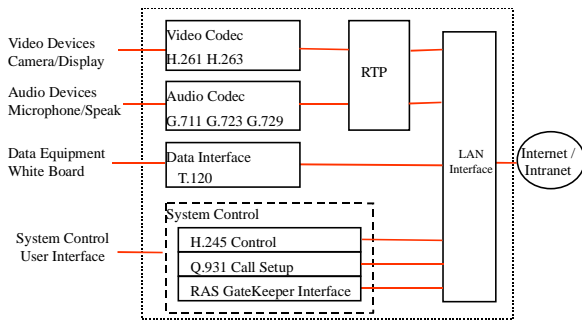 Video Devices
Camera/Display
Video Codec
H.261 H.263
RTP
Audio Devices
Microphone/Speak
Audio Codec
G.711 G.723 G.729
Data Equipment
White Board
Data Interface
T.120
LAN
Interface
Internet /
Intranet
System Control
User Interface
System Control
H.245 Control
Q.931 Call Setup
RAS GateKeeper Interface